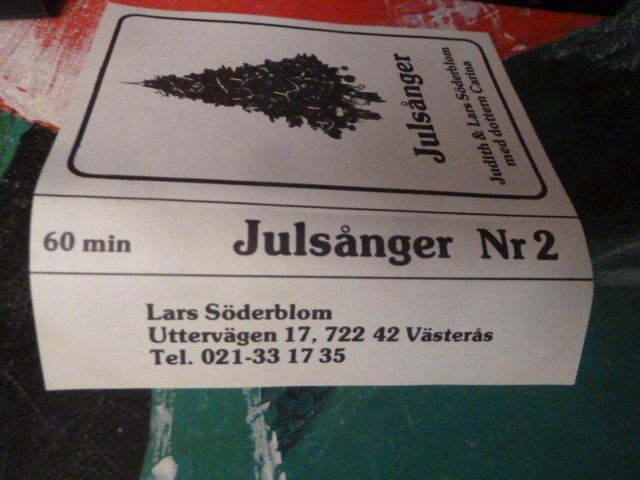 Julsånger
Judith & Lars Söderblom
med dottern Carina
60 min
Julsånger Nr 2
Lars Söderblom
Uttervägen 17, 722 42 Västerås
Tel. 021-33 17 35